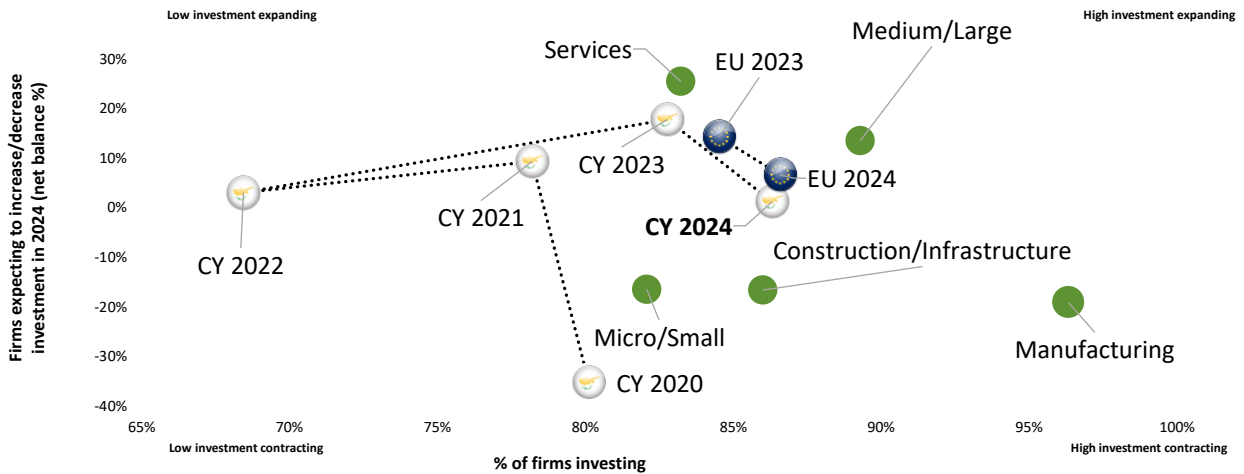 Low investment expanding
High investment expanding
Medium/Large
Services
EU 2023
30%
20%
10%
0%
-10%
-20%
-30%
-40%
Firms expecting to increase/decrease
investment in 2024 (net balance %)
CY 2023
EU 2024
CY 2021
CY 2024
CY 2022
Construction/Infrastructure
Micro/Small
Manufacturing
CY 2020
65%
70%
75%
80%
85%
90%
95%
100%
Low investment contracting
High investment contracting
% of firms investing